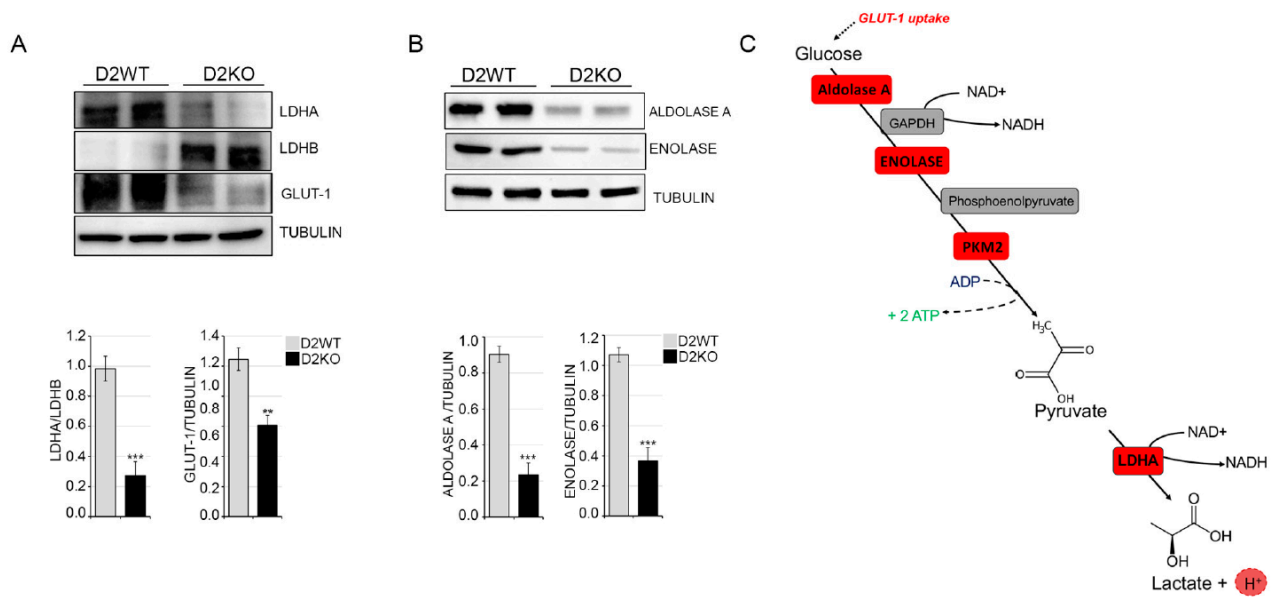 A
D2WT D2KO
LDHA
LDHB
GLUT-1
TUBULIN
LDHA/LDHB
1.2
1.0
0.8
0.6
0.4
0.2
0.0
***
GLUT-1/TUBULIN
1.4
1.2
1.0
0.8
0.6
0.4
0.2
0.0
**
D2WT
D2KO
B
D2WT D2KO
ALDOLASE A
ENOLASE
TUBULIN
ALDOLASE A /TUBULIN
1.0
0.8
0.6
0.4
0.2
0.0
***
ENOLASE/TUBULIN
1.2
1.0
0.8
0.6
0.4
0.2
0.0
***
D2WT
D2KO
C
GLUT-1 uptake
Glucose
Aldolase A
NAD+
GAPDH
NADH
ENOLASE
Phosphoenolpyruvate
PKM2
ADP
+ 2 ATP
H3C
O
O
OH
Pyruvate
NAD+
LDHA
NADH
O
OH
OH
Lactate + H+